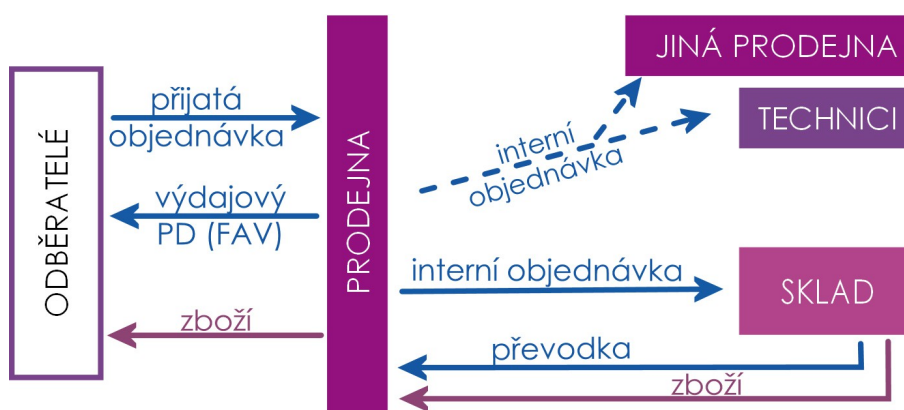 ODBĚRATELÉ
přijatá
objednávka
výdajový
PD (FAV)
zboží
PRODEJNA
JINÁ PRODEJNA
TECHNICI
interní
objednávka
interní objednávka
SKLAD
převodka
zboží